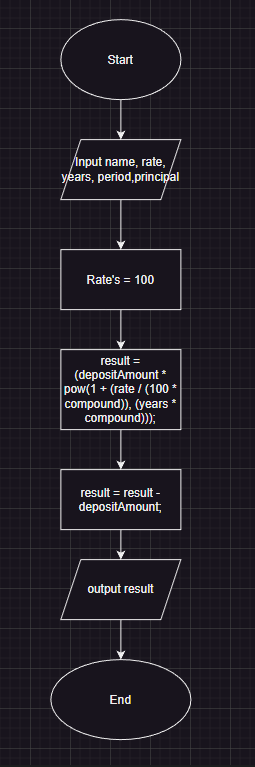 Start
Input name, rate,
years, period,principal
Rate's = 100
result =
(depositAmount *
pow(1 + (rate / (100 *
compound)), (years *
compound)));
result = result -
depositAmount;
output result
End